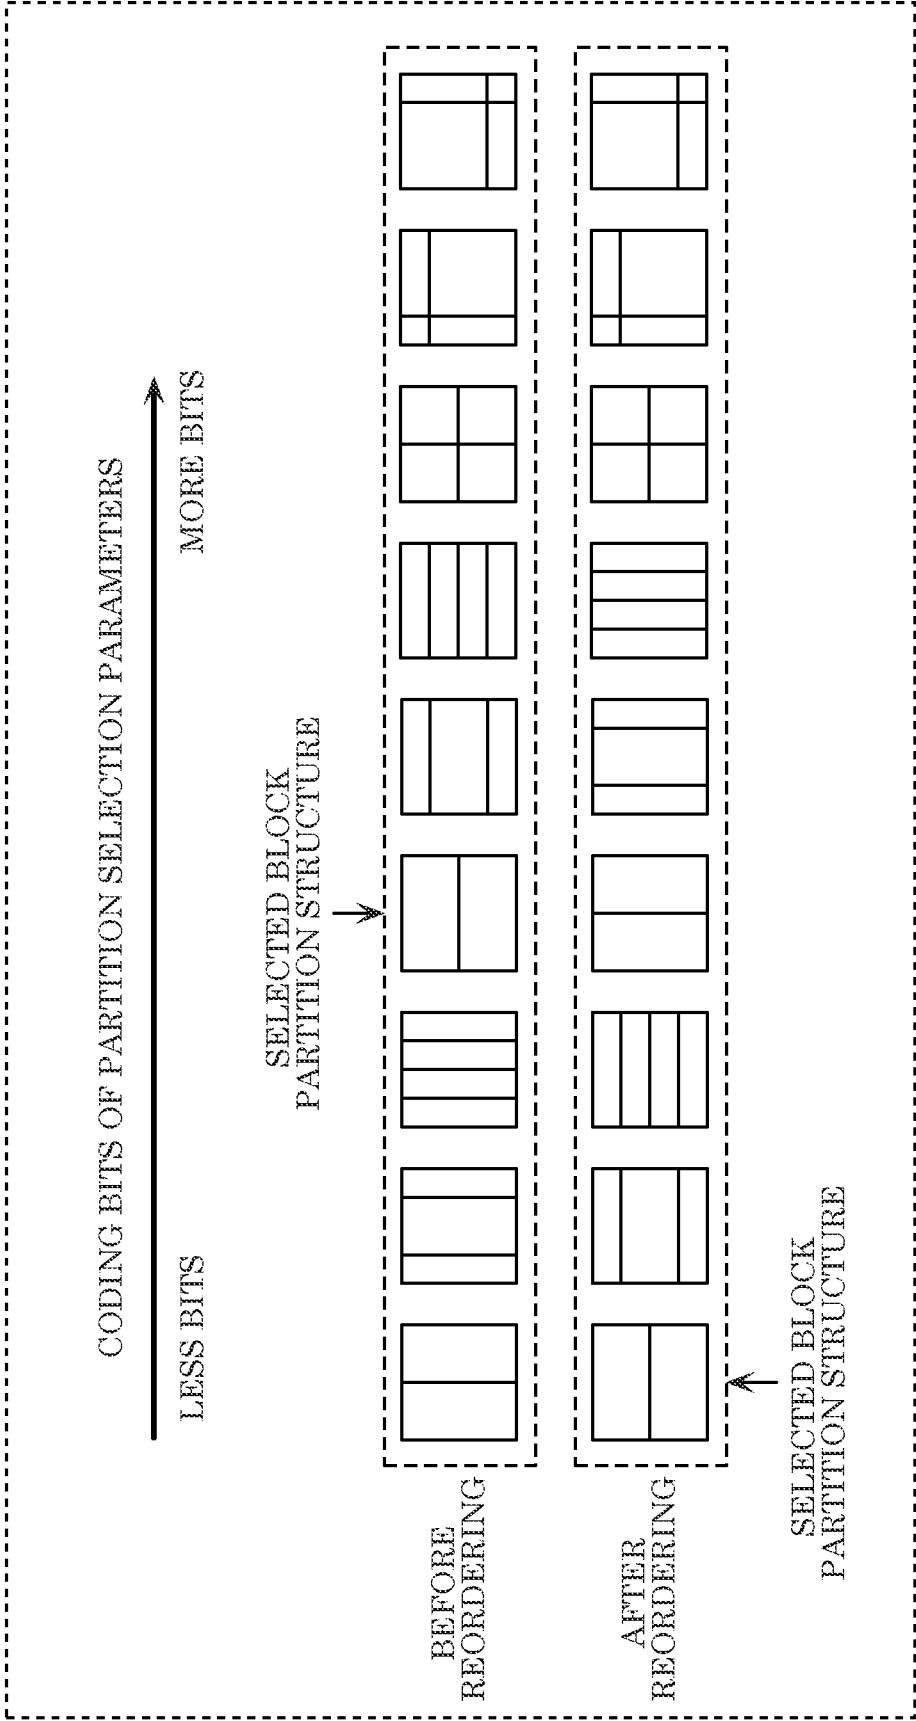 CODING BITS OF PARTITION SELECTION PARAMETERS
LESS BITS
MORE BITS
SELECTED BLOCK
PARTITION STRUCTURE
BEFORE
REORDERING
AFTER
REORDERING
SELECTED BLOCK
PARTITION STRUCTURE